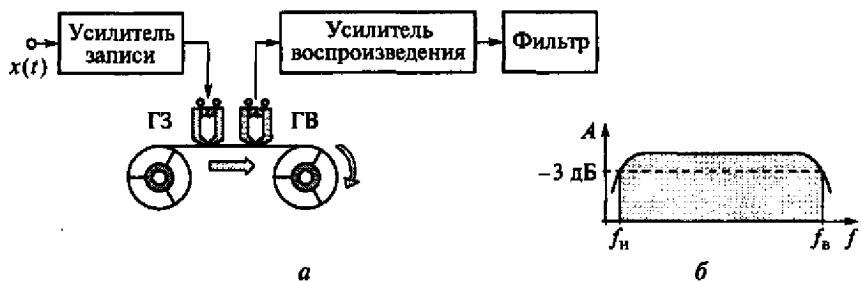 Усилитель
записи
Усилитель
воспроизведения
Фильтр
x(t)
ГЗ
ГВ
A
−3 дБ
fн
fв
f
а
б